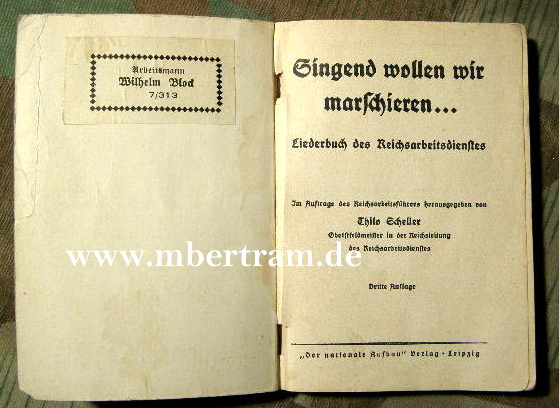 Arbeitsmann
Wilhelm Block
7/313
Singend wollen wir
marschieren...
Liederbuch des Reichsarbeitsdienstes
Im Auftrage des Reichsarbeitsführers herausgegeben von
Thilo Scheller
Oberstfeldmeister in der Reichsleitung
des Reichsarbeitsdienstes
www.mbertram.de
Dritte Auflage
„Der nationale Aufbau" Verlag · Leipzig